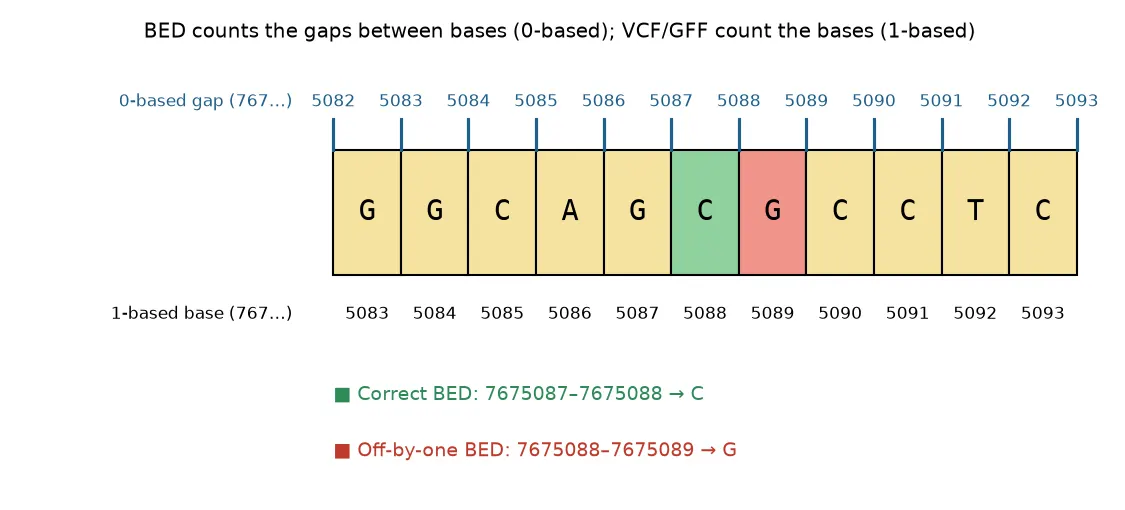 BED counts the gaps between bases (0-based); VCF/GFF count the bases (1-based)
0-based gap (767...) 5082 5083 5084 5085 5086 5087 5088 5089 5090 5091 5092 5093
G G C A G C G C C T C
1-based base (767...) 5083 5084 5085 5086 5087 5088 5089 5090 5091 5092 5093
■ Correct BED: 7675087–7675088 → C
■ Off-by-one BED: 7675088–7675089 → G